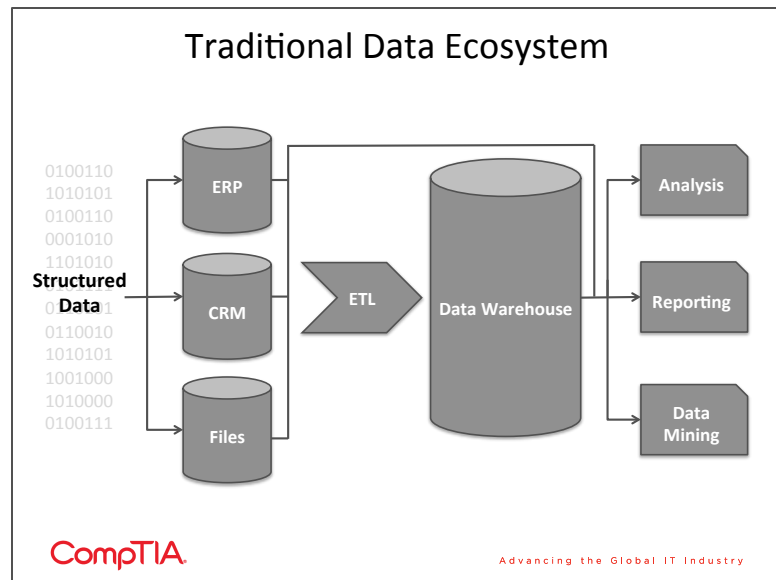 Traditional Data Ecosystem
0100110
1010101
0100110
0001010
1101010
Structured
Data
0110010
1010101
1001000
1010000
0100111
ERP
CRM
Files
ETL
Data Warehouse
Analysis
Reporting
Data
Mining
CompTIA.
Advancing the Global IT Industry